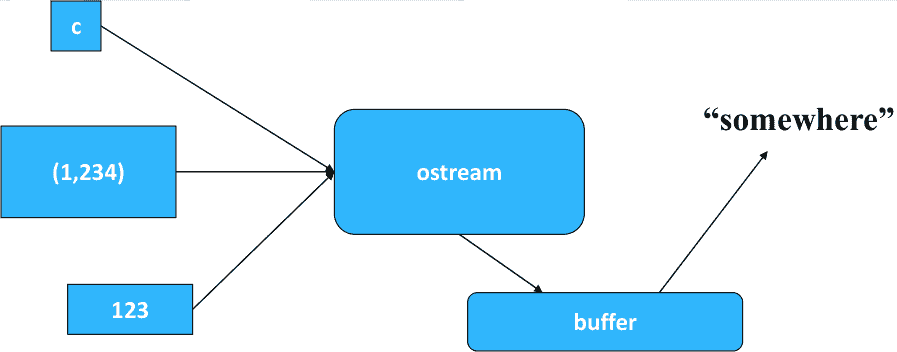 c
(1,234)
123
ostream
buffer
“somewhere”